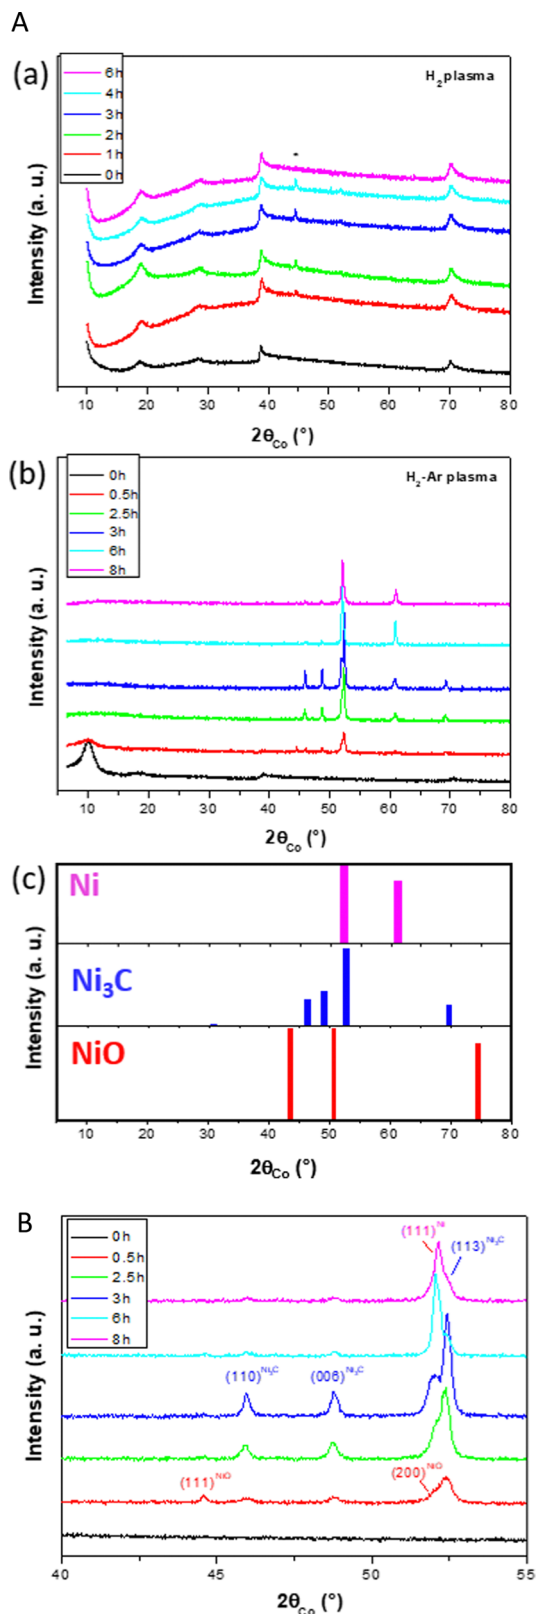 A
(a)
6h
4h
3h
2h
1h
0h
H2 plasma
*
Intensity (a. u.)
10 20 30 40 50 60 70 80
2θCo (°)
(b)
0h
0.5h
2.5h
3h
6h
8h
H2-Ar plasma
Intensity (a. u.)
10 20 30 40 50 60 70 80
2θCo (°)
(c)
Ni
Ni3C
NiO
Intensity (a. u.)
10 20 30 40 50 60 70 80
2θCo (°)
B
0h
0.5h
2.5h
3h
6h
8h
(111)Ni
(113)Ni3C
(110)Ni3C
(006)Ni3C
(111)NiO
(200)NiO
Intensity (a. u.)
40 45 50 55
2θCo (°)